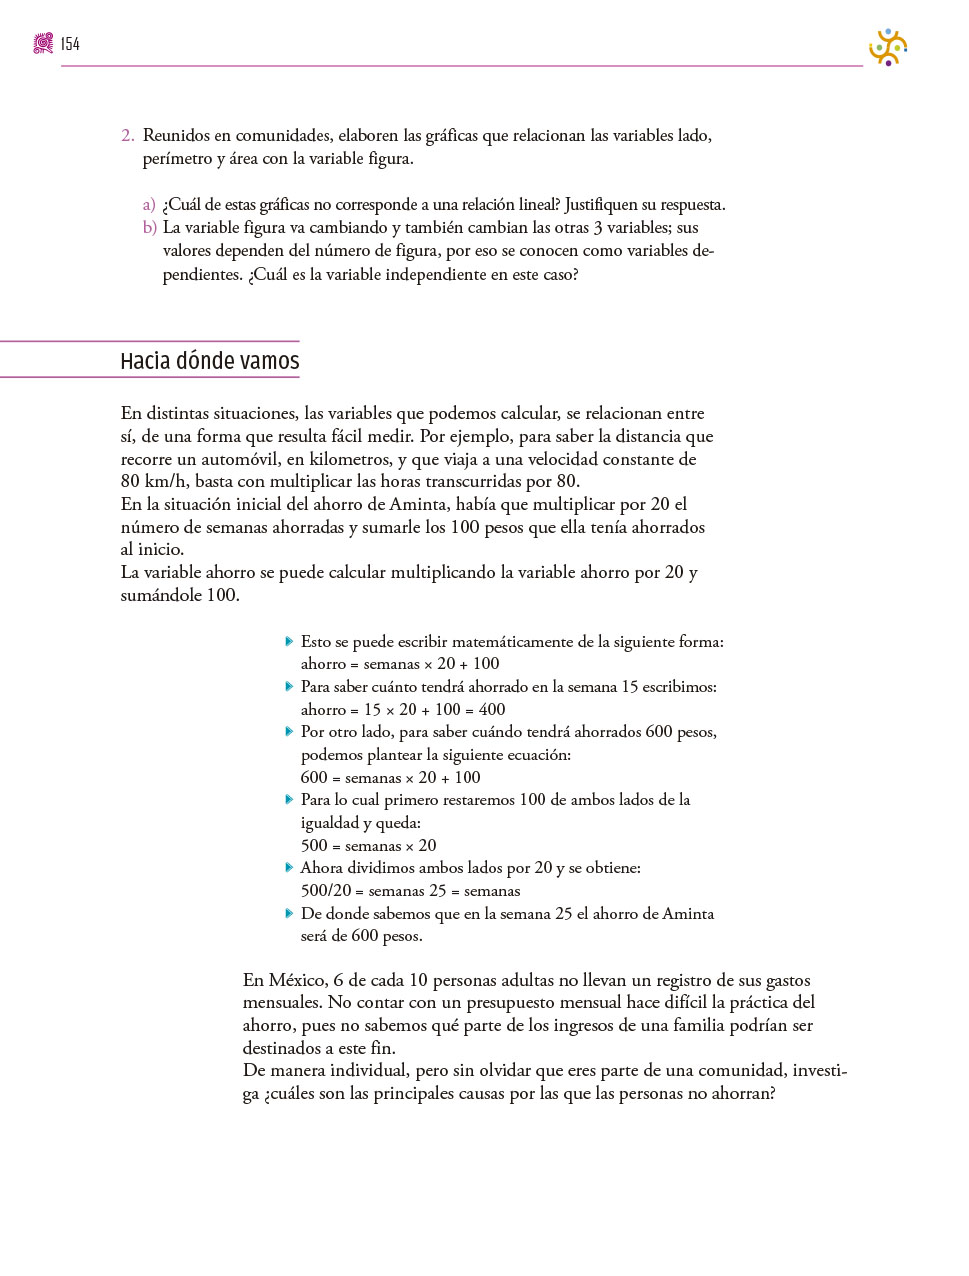 154
2. Reunidos en comunidades, elaboren las gráficas que relacionan las variables lado,
perímetro y área con la variable figura.
a) ¿Cuál de estas gráficas no corresponde a una relación lineal? Justifiquen su respuesta.
b) La variable figura va cambiando y también cambian las otras 3 variables; sus
valores dependen del número de figura, por eso se conocen como variables de-
pendientes. ¿Cuál es la variable independiente en este caso?
Hacia dónde vamos
En distintas situaciones, las variables que podemos calcular, se relacionan entre
sí, de una forma que resulta fácil medir. Por ejemplo, para saber la distancia que
recorre un automóvil, en kilometros, y que viaja a una velocidad constante de
80 km/h, basta con multiplicar las horas transcurridas por 80.
En la situación inicial del ahorro de Aminta, había que multiplicar por 20 el
número de semanas ahorradas y sumarle los 100 pesos que ella tenía ahorrados
al inicio.
La variable ahorro se puede calcular multiplicando la variable ahorro por 20 y
sumándole 100.
Esto se puede escribir matemáticamente de la siguiente forma:
ahorro = semanas × 20 + 100
Para saber cuánto tendrá ahorrado en la semana 15 escribimos:
ahorro = 15 × 20 + 100 = 400
Por otro lado, para saber cuándo tendrá ahorrados 600 pesos,
podemos plantear la siguiente ecuación:
600 = semanas × 20 + 100
Para lo cual primero restaremos 100 de ambos lados de la
igualdad y queda:
500 = semanas × 20
Ahora dividimos ambos lados por 20 y se obtiene:
500/20 = semanas 25 = semanas
De donde sabemos que en la semana 25 el ahorro de Aminta
será de 600 pesos.
En México, 6 de cada 10 personas adultas no llevan un registro de sus gastos
mensuales. No contar con un presupuesto mensual hace difícil la práctica del
ahorro, pues no sabemos qué parte de los ingresos de una familia podrían ser
destinados a este fin.
De manera individual, pero sin olvidar que eres parte de una comunidad, investi-
ga ¿cuáles son las principales causas por las que las personas no ahorran?